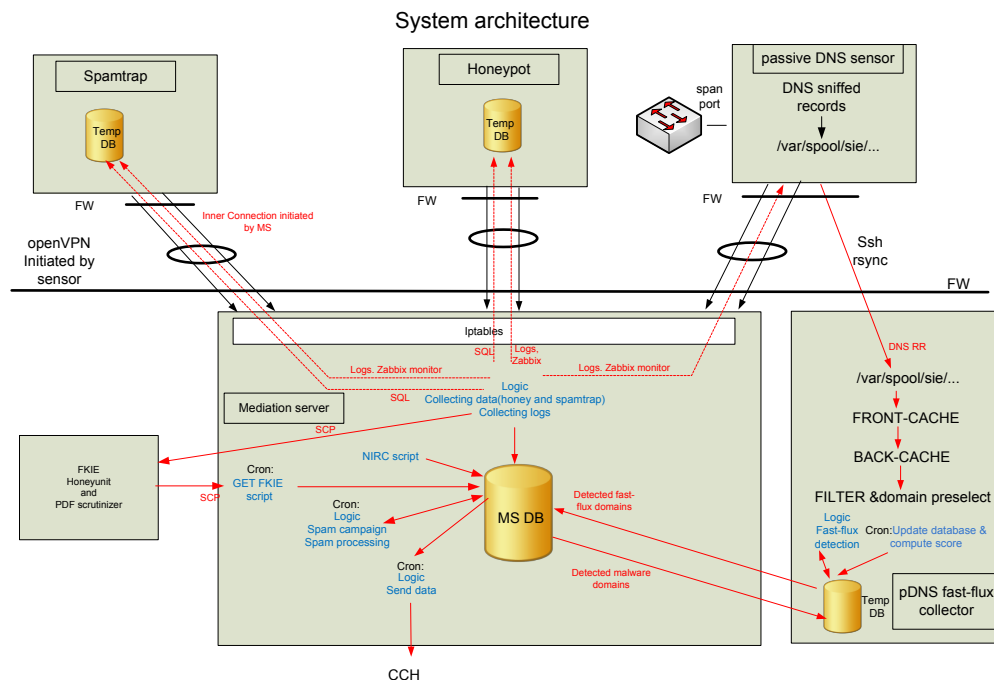 System architecture
Spamtrap
Temp
DB
FW
Honeypot
Temp
DB
FW
span
port
passive DNS sensor
DNS sniffed
records
/var/spool/sie/...
FW
Inner Connection initiated
by MS
openVPN
Initiated by
sensor
Ssh
rsync
FW
Iptables
SQL
Logs,
Zabbix
Logs. Zabbix monitor
Logs. Zabbix monitor
SQL
Logic
Collecting data(honey and spamtrap)
Collecting logs
Mediation server
SCP
FKIE
Honeyunit
and
PDF scrutinizer
SCP
Cron:
GET FKIE
script
NIRC script
Cron:
Logic
Spam campaign
Spam processing
Cron:
Logic
Send data
MS DB
CCH
Detected fast-
flux domains
Detected malware
domains
DNS RR
/var/spool/sie/...
FRONT-CACHE
BACK-CACHE
FILTER &domain preselect
Logic
Fast-flux
detection
Cron:Update database &
compute score
Temp
DB
pDNS fast-flux
collector